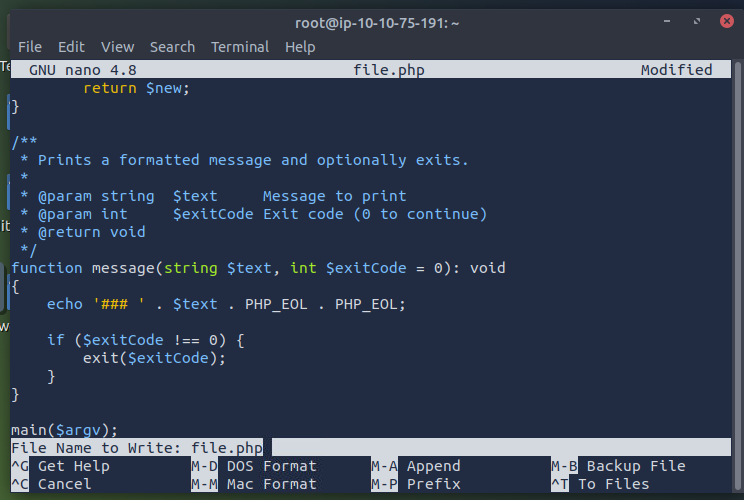 root@ip-10-10-75-191: ~
File Edit View Search Terminal Help
GNU nano 4.8 file.php Modified
        return $new;
}

/**
 * Prints a formatted message and optionally exits.
 *
 * @param string  $text     Message to print
 * @param int     $exitCode Exit code (0 to continue)
 * @return void
 */
function message(string $text, int $exitCode = 0): void
{
    echo '### ' . $text . PHP_EOL . PHP_EOL;

    if ($exitCode !== 0) {
        exit($exitCode);
    }
}

main($argv);
File Name to Write: file.php
^G Get Help M-D DOS Format M-A Append M-B Backup File
^C Cancel M-M Mac Format M-P Prefix ^T To Files